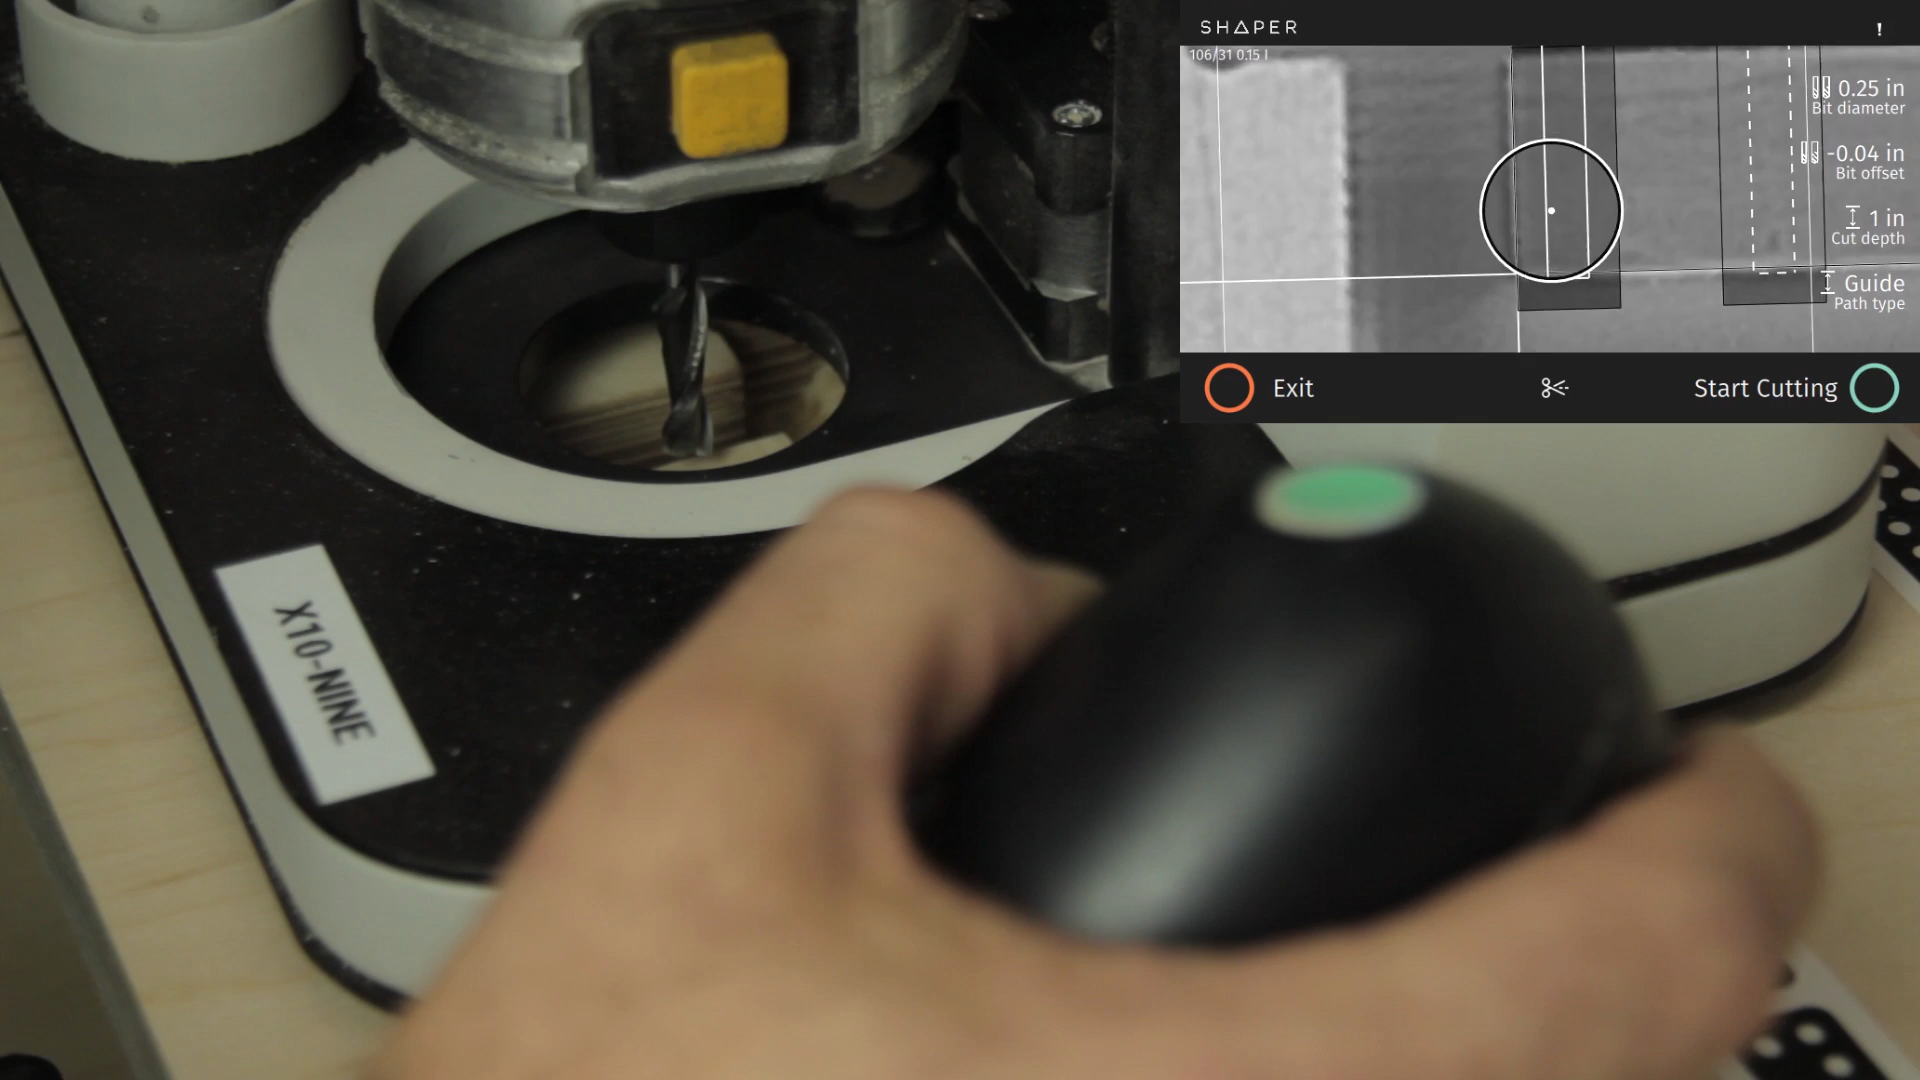 SHAPER
!
106/31 0.15 I
0.25 in
Bit diameter
-0.04 in
Bit offset
1 in
Cut depth
Guide
Path type
Exit
Start Cutting
X10-NINE